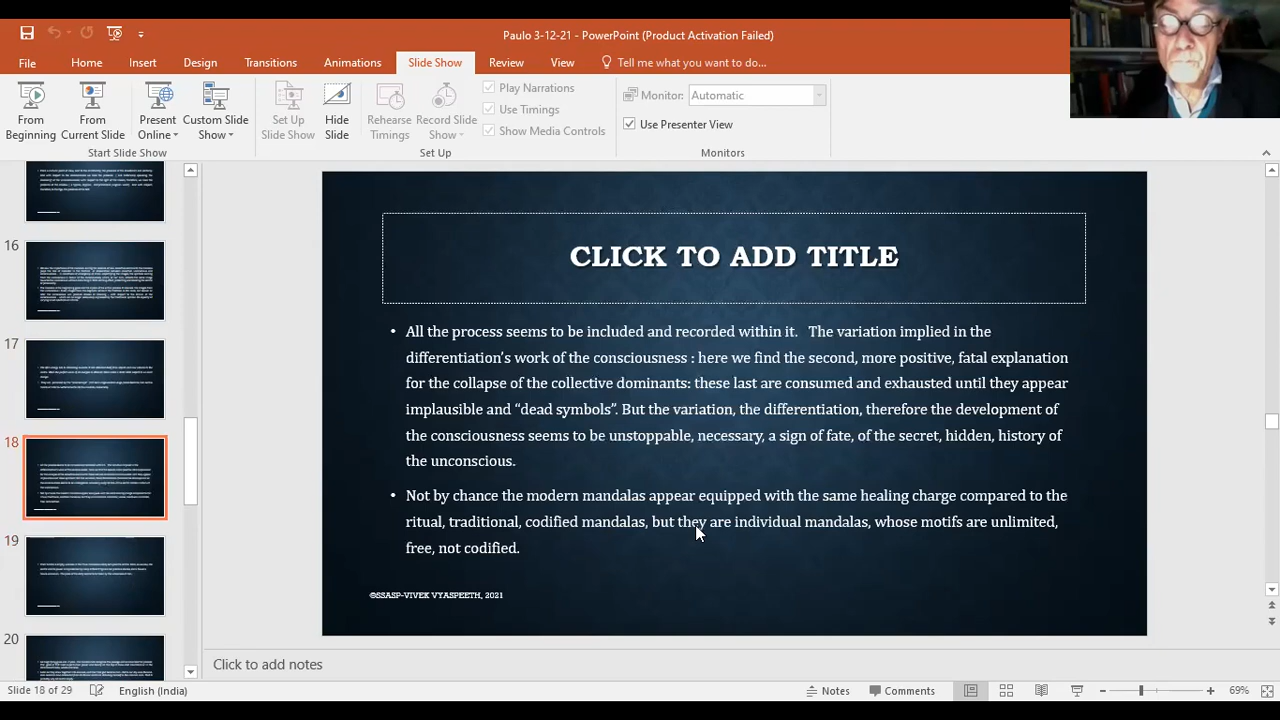 Paulo 3-12-21 - PowerPoint (Product Activation Failed)
File Home Insert Design Transitions Animations Slide Show Review View Tell me what you want to do...
From Beginning
From Current Slide
Present Online
Custom Slide Show
Set Up Slide Show
Hide Slide
Rehearse Timings
Record Slide Show
Play Narrations
Use Timings
Show Media Controls
Monitor: Automatic
Use Presenter View
Start Slide Show
Set Up
Monitors
16
17
18
19
20
CLICK TO ADD TITLE
• All the process seems to be included and recorded within it. The variation implied in the
differentiation's work of the consciousness : here we find the second, more positive, fatal explanation
for the collapse of the collective dominants: these last are eroded and exhausted until they appear
implausible and “dead symbols”. But the variation, the differentiation, therefore the development of
the consciousness seems to be unstoppable, necessary, a sign of fate, of the secret, hidden, history of
the unconscious.
• Not by chance the modern mandalas appear equipped with the same healing charge compared to the
ritual, traditional, codified mandalas, but they are individual mandalas, whose motifs are unlimited,
free, not codified.
©SSASP-VIVEK VYASPEETH, 2021
Click to add notes
Slide 18 of 29
English (India)
Notes
Comments
69%